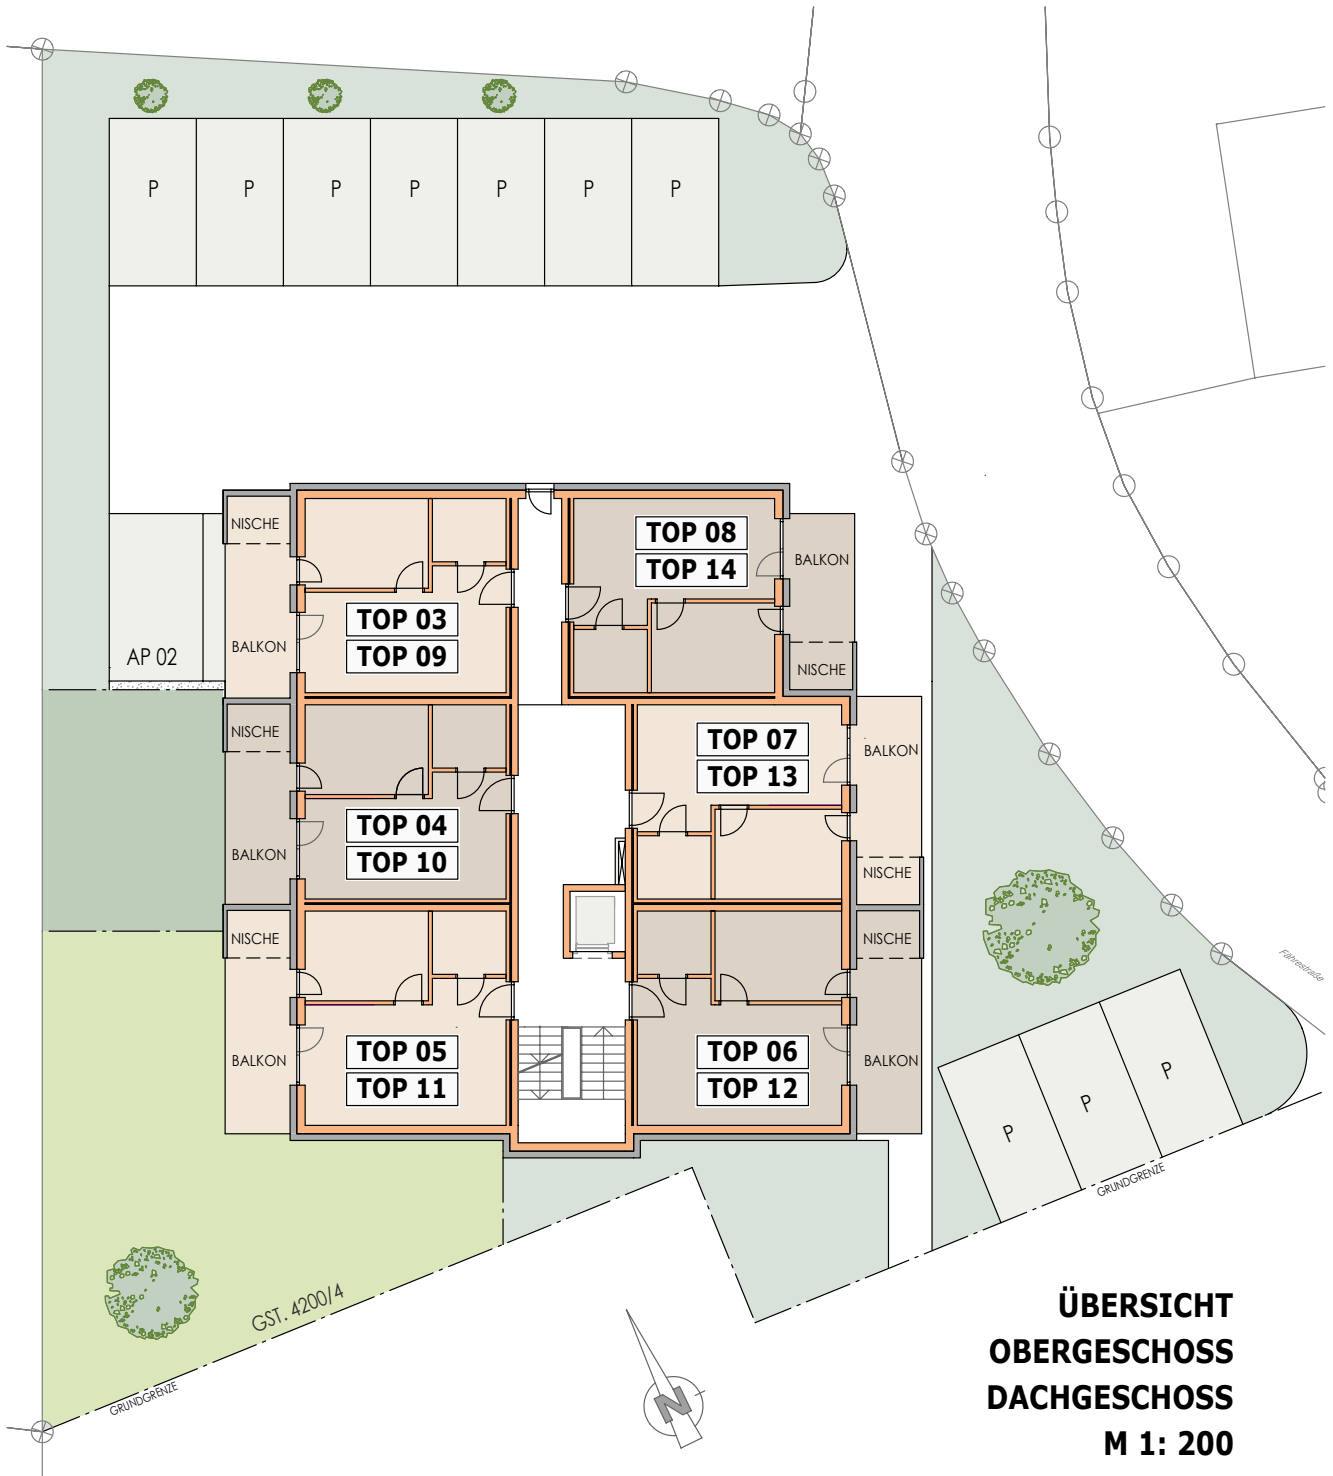 P P P P P P P
NISCHE
TOP 08
TOP 14
BALKON
TOP 03
TOP 09
BALKON
AP 02
NISCHE
NISCHE
TOP 07
TOP 13
BALKON
TOP 04
TOP 10
BALKON
NISCHE
NISCHE
NISCHE
Fährestraße
TOP 05
TOP 11
BALKON
TOP 06
TOP 12
BALKON
P P P
GRUNDGRENZE
GST. 4200/4
GRUNDGRENZE
N
ÜBERSICHT
OBERGESCHOSS
DACHGESCHOSS
M 1: 200